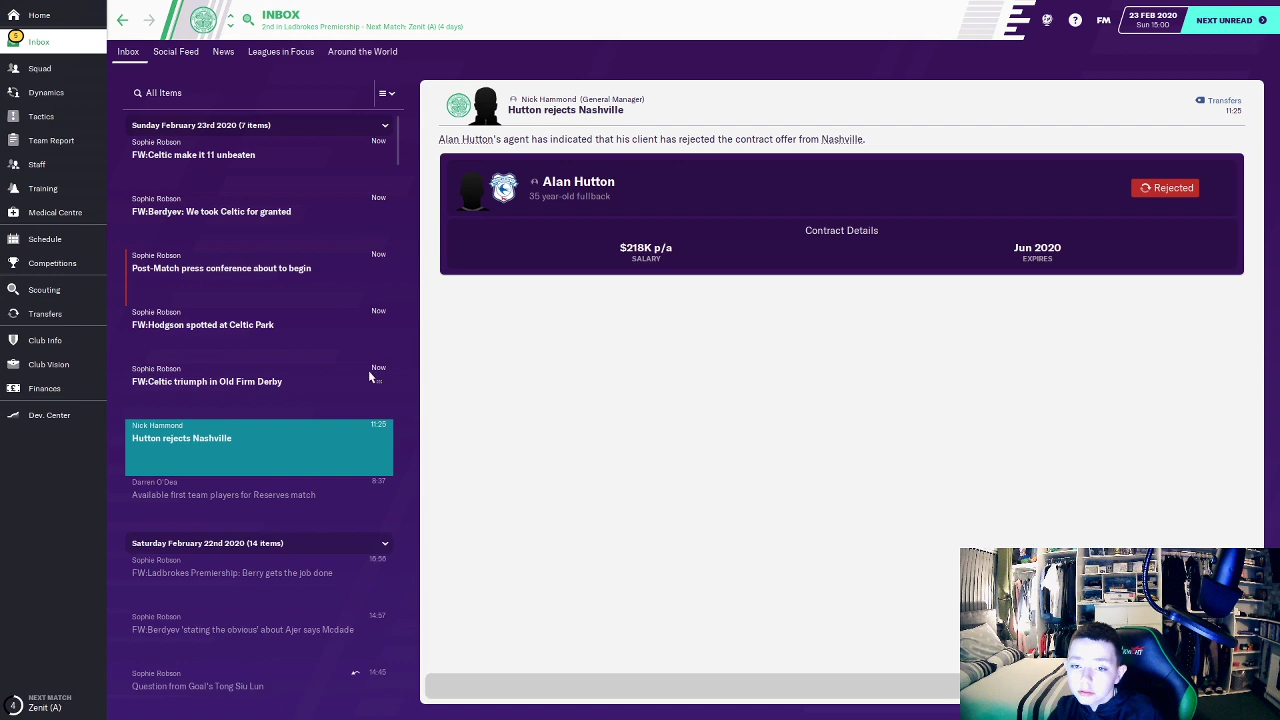 INBOX
2nd in Ladbrokes Premiership - Next Match: Zenit (A) (4 days)
FM
23 FEB 2020
Sun 15:00
NEXT UNREAD
5
Home
Inbox
Squad
Dynamics
Tactics
Team Report
Staff
Training
Medical Centre
Schedule
Competitions
Scouting
Transfers
Club Info
Club Vision
Finances
Dev. Center
NEXT MATCH
Zenit (A)
Inbox
Social Feed
News
Leagues in Focus
Around the World
All Items
Sunday February 23rd 2020 (7 items)
Sophie Robson
Now
FW:Celtic make it 11 unbeaten
Sophie Robson
Now
FW:Berdyev: We took Celtic for granted
Sophie Robson
Now
Post-Match press conference about to begin
Sophie Robson
Now
FW:Hodgson spotted at Celtic Park
Sophie Robson
Now
FW:Celtic triumph in Old Firm Derby
Nick Hammond
11:25
Hutton rejects Nashville
Darren O'Dea
8:37
Available first team players for Reserves match
Saturday February 22nd 2020 (14 items)
Sophie Robson
16:56
FW:Ladbrokes Premiership: Berry gets the job done
Sophie Robson
14:57
FW:Berdyev 'stating the obvious' about Ajer says Mcdade
Sophie Robson
14:45
Question from Goal's Tong Siu Lun
Nick Hammond (General Manager)
Hutton rejects Nashville
Transfers
11:25
Alan Hutton's agent has indicated that his client has rejected the contract offer from Nashville.
Alan Hutton
35 year-old fullback
Rejected
Contract Details
$218K p/a
SALARY
Jun 2020
EXPIRES